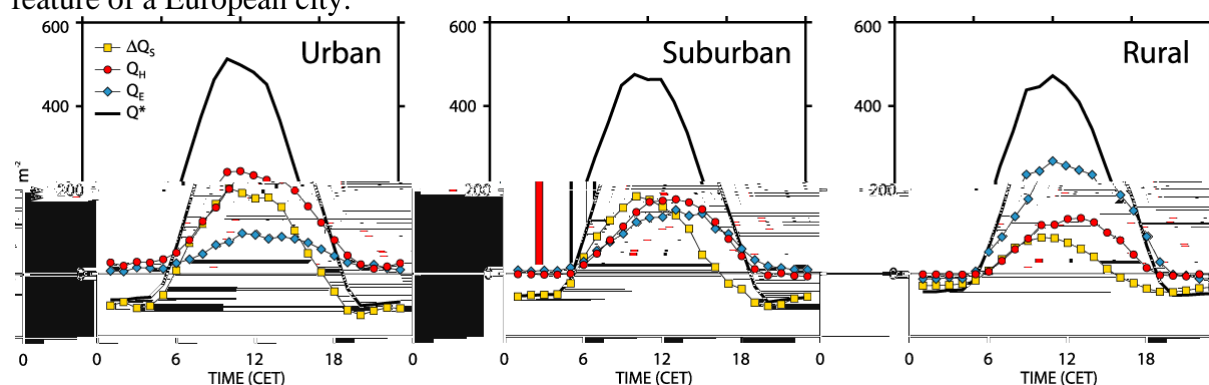 feature of a European city.
600 600 600
Urban Suburban Rural
ΔQS
QH
QE
Q*
400 400 400
m⁻²
200 200 200
0 6 12 18 0 0 6 12 18 0 0 6 12 18
TIME (CET) TIME (CET) TIME (CET)